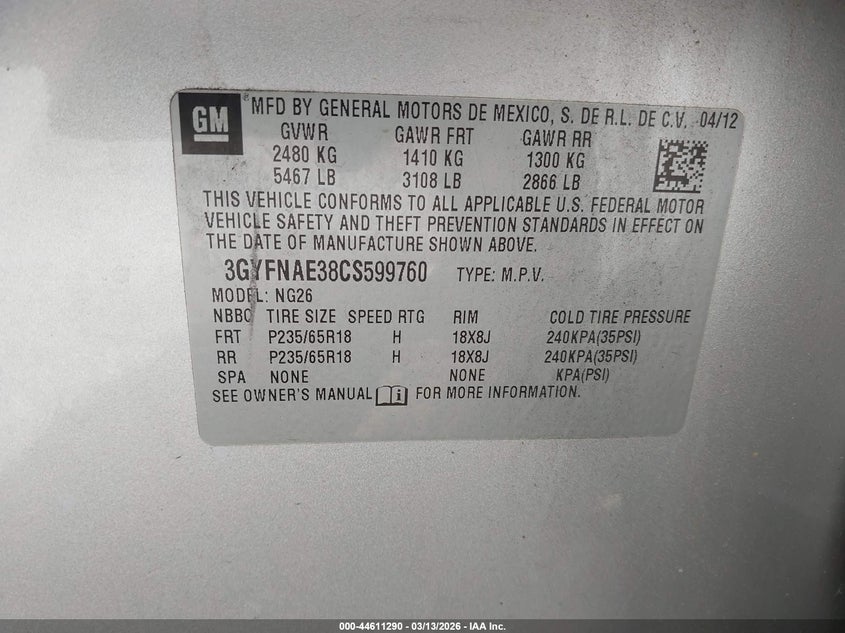 GM
® MFD BY GENERAL MOTORS DE MEXICO, S. DE R.L. DE C.V. 04/12
GVWR GAWR FRT GAWR RR
2480 KG 1410 KG 1300 KG
5467 LB 3108 LB 2866 LB
THIS VEHICLE CONFORMS TO ALL APPLICABLE U.S. FEDERAL MOTOR
VEHICLE SAFETY AND THEFT PREVENTION STANDARDS IN EFFECT ON
THE DATE OF MANUFACTURE SHOWN ABOVE.
3GYFNAE38CS599760 TYPE: M.P.V.
MODEL: NG26
NBBC TIRE SIZE SPEED RTG RIM COLD TIRE PRESSURE
FRT P235/65R18 H 18X8J 240KPA(35PSI)
RR P235/65R18 H 18X8J 240KPA(35PSI)
SPA NONE NONE KPA(PSI)
SEE OWNER'S MANUAL i FOR MORE INFORMATION.
000-44611290 - 03/13/2026 - IAA Inc.